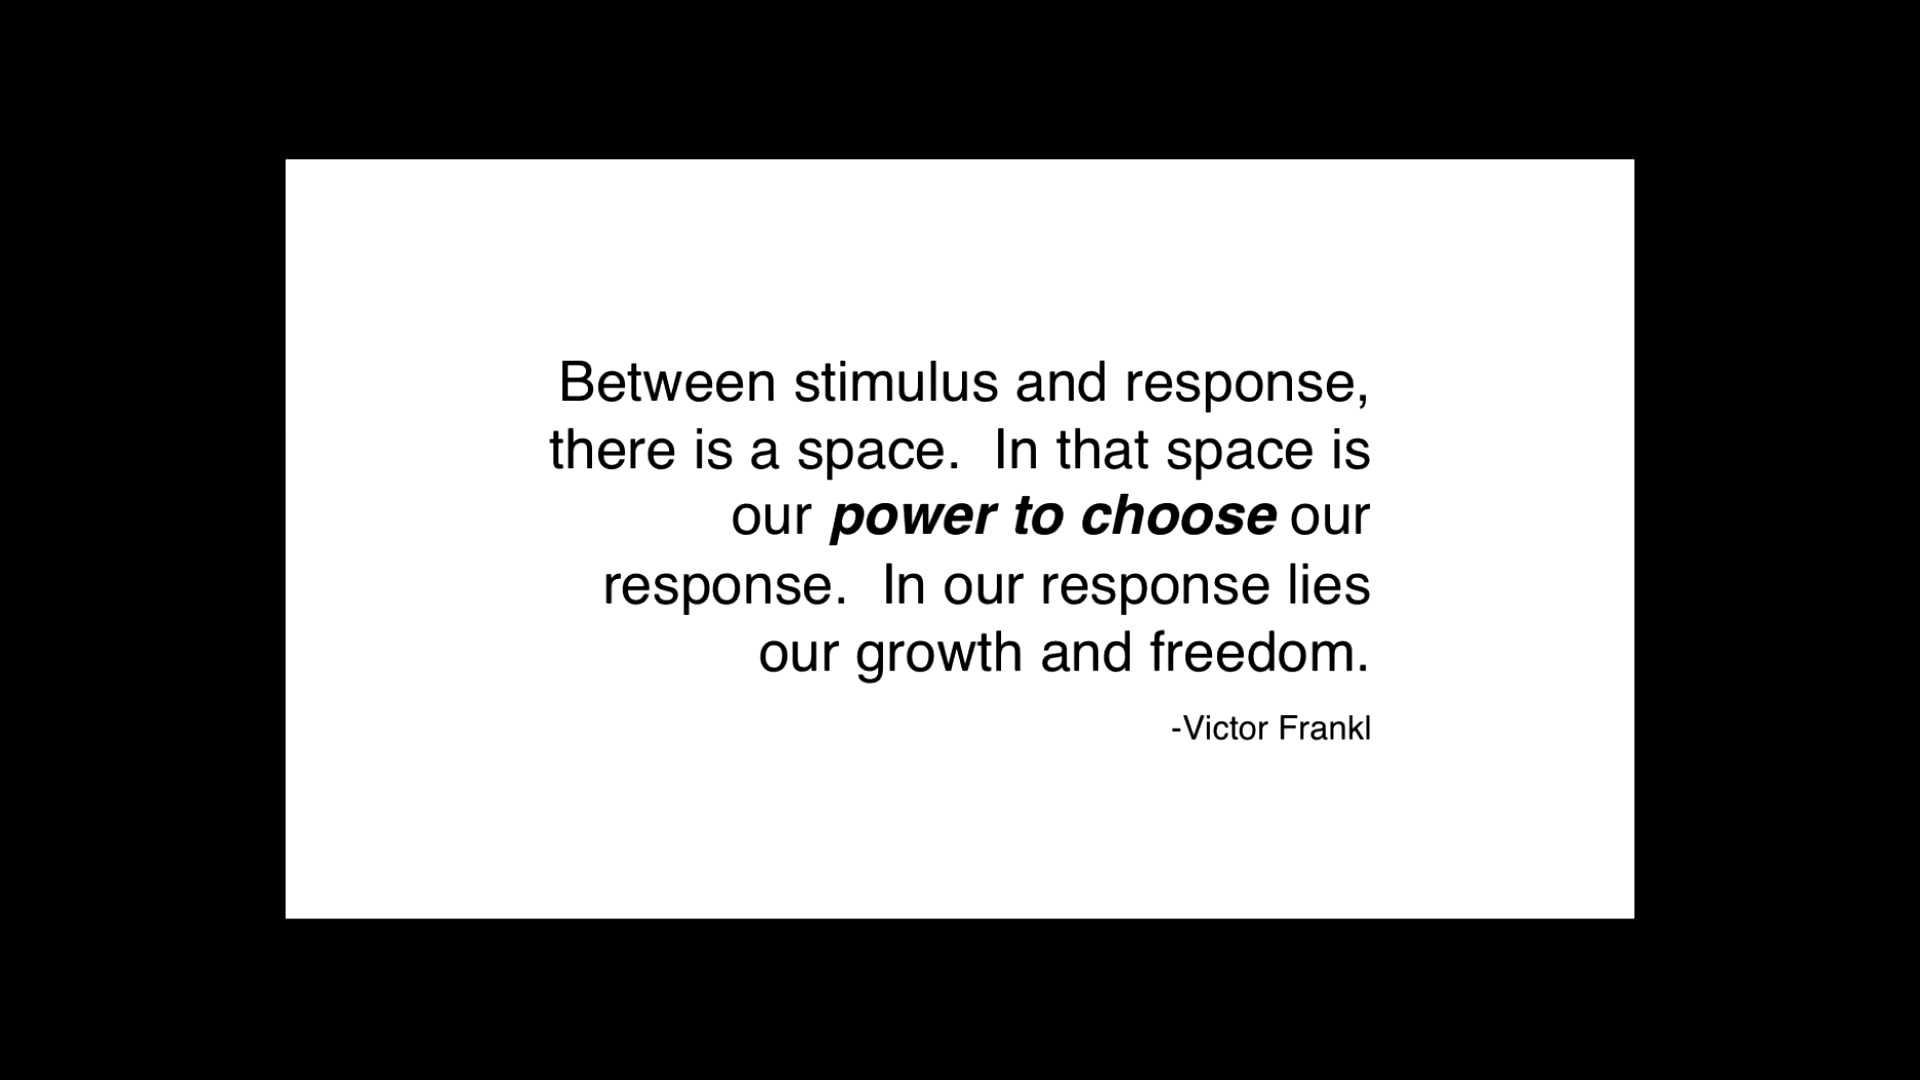 Between stimulus and response,
there is a space.  In that space is
our power to choose our
response.  In our response lies
our growth and freedom.
-Victor Frankl